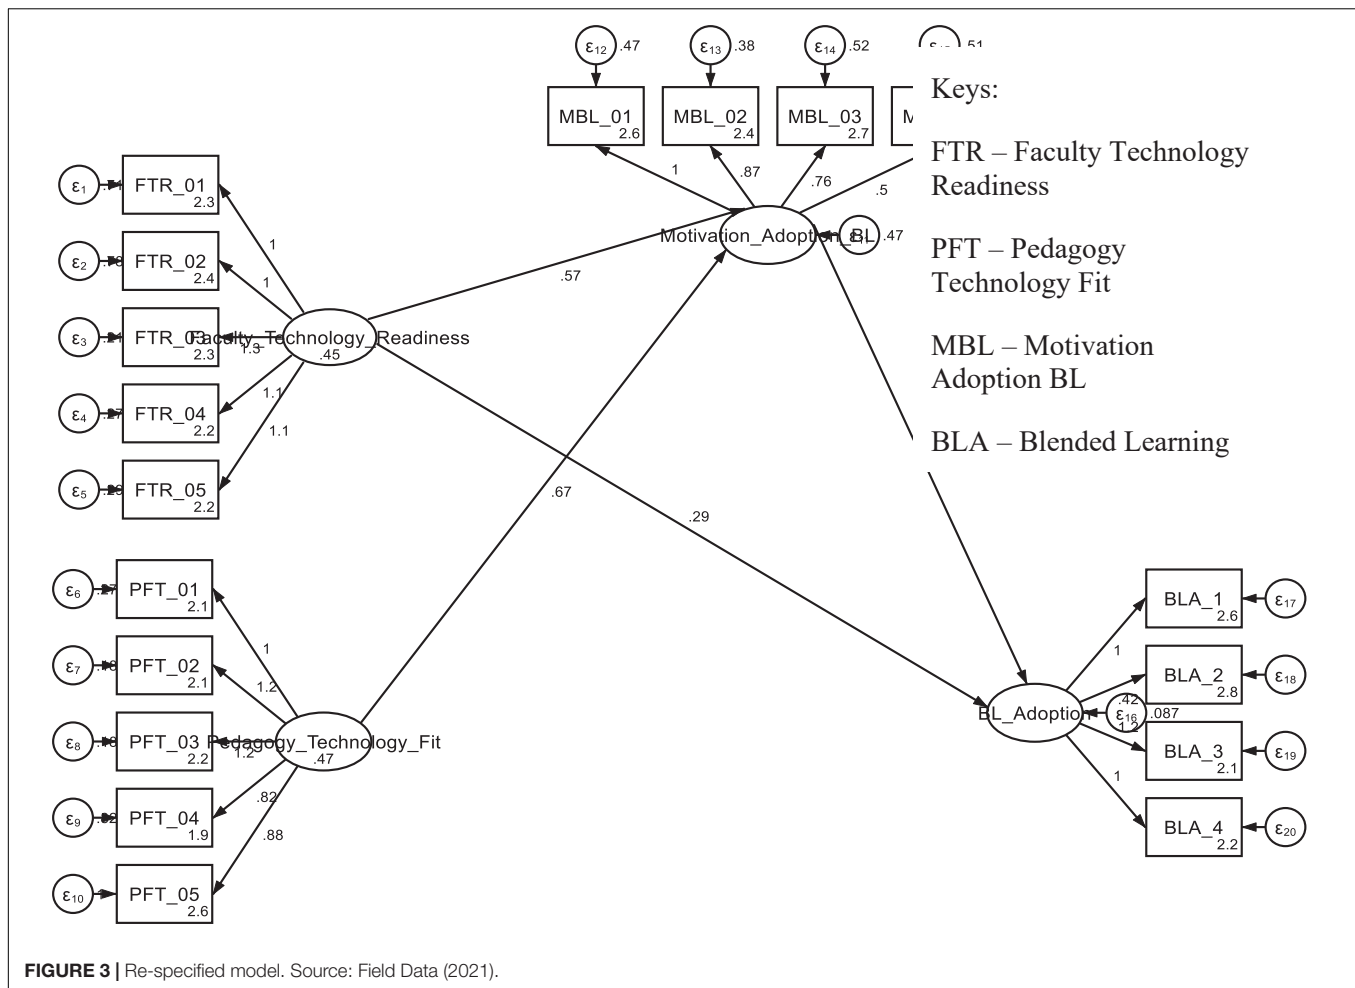 ε12 .47
ε13 .38
ε14 .52
.51
MBL_01
2.6
MBL_02
2.4
MBL_03
2.7
M
1
.87
.76
.5
Motivation_Adoption_BL
.47
Keys:
FTR – Faculty Technology
Readiness
PFT – Pedagogy
Technology Fit
MBL – Motivation
Adoption BL
BLA – Blended Learning
ε1
FTR_01
2.3
ε2
FTR_02
2.4
ε3
FTR_03
2.3
ε4
FTR_04
2.2
ε5
FTR_05
2.2
1
1
1.3
1.1
1.1
Faculty_Technology_Readiness
.45
.57
.67
.29
ε6
PFT_01
2.1
ε7
PFT_02
2.1
ε8
PFT_03
2.2
ε9
PFT_04
1.9
ε10
PFT_05
2.6
1
1.2
1.2
.82
.88
Pedagogy_Technology_Fit
.47
BL_Adoption
ε16 .087
1
.42
1.2
1
BLA_1
2.6
ε17
BLA_2
2.8
ε18
BLA_3
2.1
ε19
BLA_4
2.2
ε20
FIGURE 3 | Re-specified model. Source: Field Data (2021).